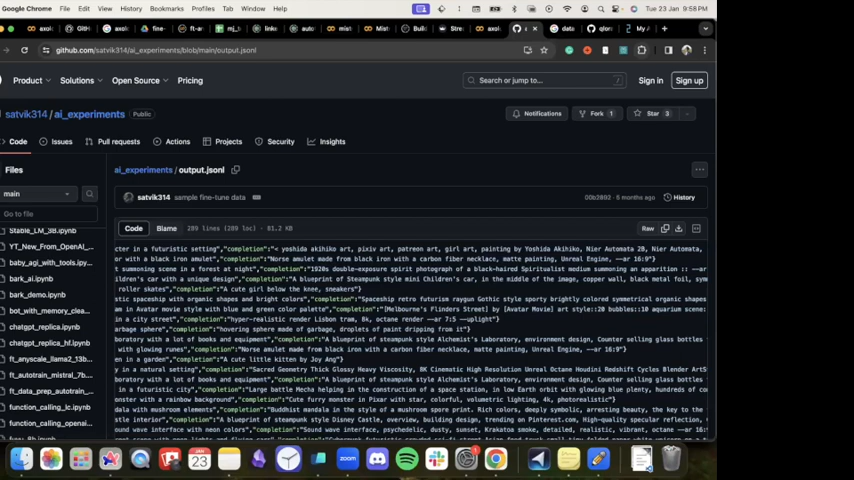 Google Chrome File Edit View History Bookmarks Profiles Tab Window Help Tue 23 Jan 9:58 PM
github.com/satvik314/ai_experiments/blob/main/output.jsonl
Product Solutions Open Source Pricing Search or jump to... / Sign in Sign up
satvik314 / ai_experiments Public Notifications Fork 1 Star 3
Code Issues Pull requests Actions Projects Security Insights
Files
main
Go to file
Stable_LM_3B.ipynb
YT_New_From_OpenAI_...
baby_agi_with_tools.ipy...
bark_ai.ipynb
bark_demo.ipynb
bot_with_memory_clea...
chatgpt_replica.ipynb
chatgpt_replica_hf.ipynb
ft_anyscale_llama2_13b...
ft_autotrain_mistral_7b...
ft_data_prep_autotrain_...
function_calling_lc.ipynb
function_calling_openai...
ai_experiments / output.jsonl
satvik314 sample fine-tune data 00b2892 · 5 months ago History
Code Blame 209 lines (209 loc) · 81.2 KB Raw
cter in a futuristic setting","completion":"< yoshida akihiko art, pixiv art, patreon art, girl art, painting by Yoshida Akihiko, Nier Automata 2B, Nier Automata,
or with a black iron amulet","completion":"Norse amulet made from black iron with a carbon fiber necklace, matte painting, Unreal Engine, --ar 16:9"}
t summoning scene in a forest at night","completion":"1920s double-exposure spirit photograph of a black-haired Spiritualist medium summoning an apparition :: --ar
ildren's car with a unique design","completion":"A blueprint of Steampunk style mini Children's car, in the middle of the image, copper wall, black metal foil, sym
roller skates","completion":"A cute girl below the knee, sneakers"}
tic spaceship with organic shapes and bright colors","completion":"Spaceship retro futurism raygun Gothic style sporty brightly colored symmetrical organic shapes
am in Avatar movie style with blue and green color palette","completion":"[Melbourne's Flinders Street] by [Avatar Movie] art style::20 bubbles::10 aquarium scene:
in a city street","completion":"hyper-realistic render Lisbon tram, 8k, octane render --ar 7:5 --uplight"}
arbage sphere","completion":"hovering sphere made of garbage, droplets of paint dripping from it"}
boratory with a lot of books and equipment","completion":"A blueprint of steampunk style Alchemist's Laboratory, environment design, Counter selling glass bottles
with glowing runes","completion":"Norse amulet made from black iron with a carbon fiber necklace, matte painting, Unreal Engine, --ar 16:9"}
en in a garden","completion":"A cute little kitten by Joy Ang"}
y in a natural setting","completion":"Sacred Geometry Thick Glossy Heavy Viscosity, 8K Cinematic High Resolution Unreal Octane Houdini Redshift Cycles Blender ArtS
boratory with a lot of books and equipment","completion":"A blueprint of steampunk style Alchemist's Laboratory, environment design, Counter selling glass bottles
t in a futuristic city","completion":"Large battle Mecha helping in the construction of a space station, in low Earth orbit with glowing blue plenty, hundreds of co
onster with a rainbow background","completion":"Cute furry monster in Pixar with star, colorful, volumetric lighting, 4k, photorealistic"}
dala with mushroom elements","completion":"Buddhist mandala in the style of a mushroom spore print. Rich colors, deeply symbolic, arresting beauty, the key to the
stle interior","completion":"A blueprint of steampunk style Disney Castle, overview, building design, trending on Pinterest.com, High-quality specular reflection,
ound wave interface with neon colors","completion":"Sound wave interface, psychedelic, dusty, sunset, Krakatoa smoke, detailed, realistic, vibrant, octane --ar 16: